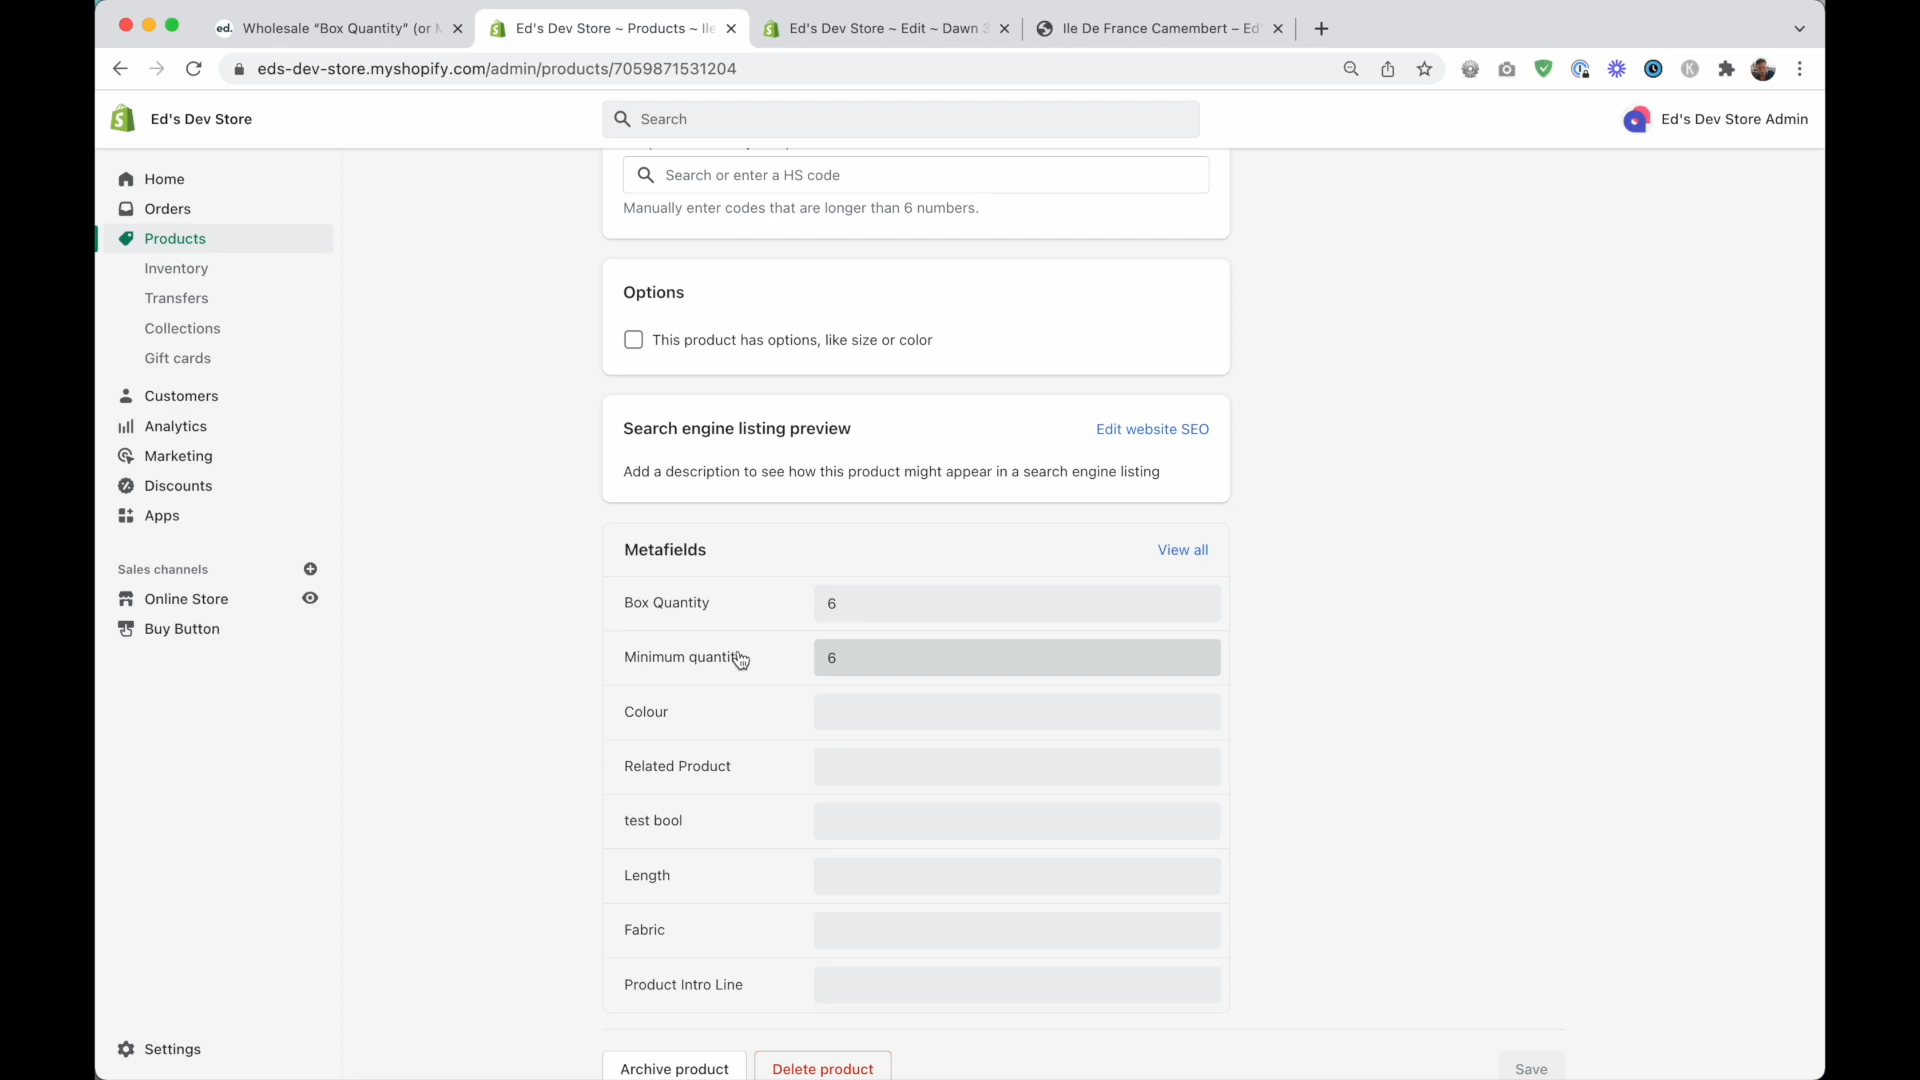 ed. Wholesale “Box Quantity” (or M
Ed's Dev Store ~ Products ~ Ile
Ed's Dev Store ~ Edit ~ Dawn 3
Ile De France Camembert – Ed'
eds-dev-store.myshopify.com/admin/products/7059871531204
K
Ed's Dev Store
Search
Ed's Dev Store Admin
Home
Orders
Products
Inventory
Transfers
Collections
Gift cards
Customers
Analytics
Marketing
Discounts
Apps
Sales channels
Online Store
Buy Button
Settings
Search or enter a HS code
Manually enter codes that are longer than 6 numbers.
Options
This product has options, like size or color
Search engine listing preview
Edit website SEO
Add a description to see how this product might appear in a search engine listing
Metafields
View all
Box Quantity 6
Minimum quantity 6
Colour
Related Product
test bool
Length
Fabric
Product Intro Line
Archive product
Delete product
Save